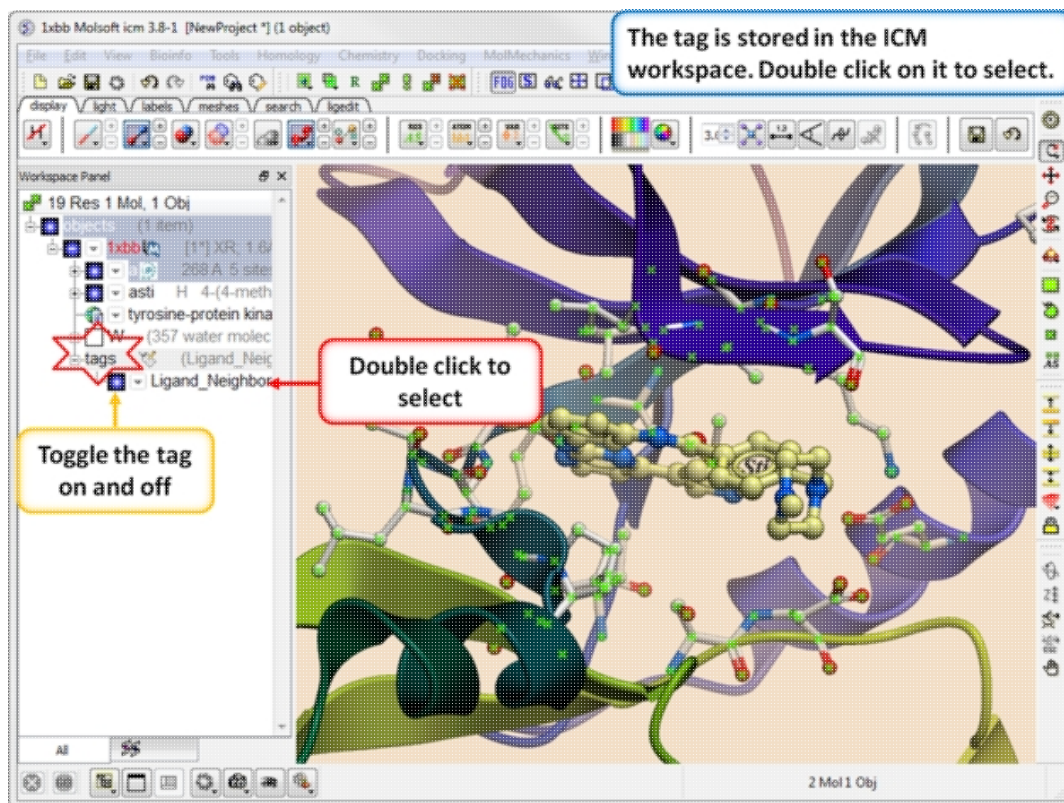 1xbb Molsoft icm 3.8-1 [NewProject *] (1 object)
The tag is stored in the ICM
workspace. Double click on it to select.
File Edit View Bioinfo Tools Homology Chemistry Docking MolMechanics
display light labels meshes search ligedit
Workspace Panel
19 Res 1 Mol, 1 Obj
objects (1 item)
1xbb [1*] XR, 1.6
a 268 A 5 site
asti H 4-(4-meth
tyrosine-protein kina
W (357 water molec
tags (Ligand_Neig
Ligand_Neighbor
Double click to
select
Toggle the tag
on and off
Sti
All
2 Mol 1 Obj